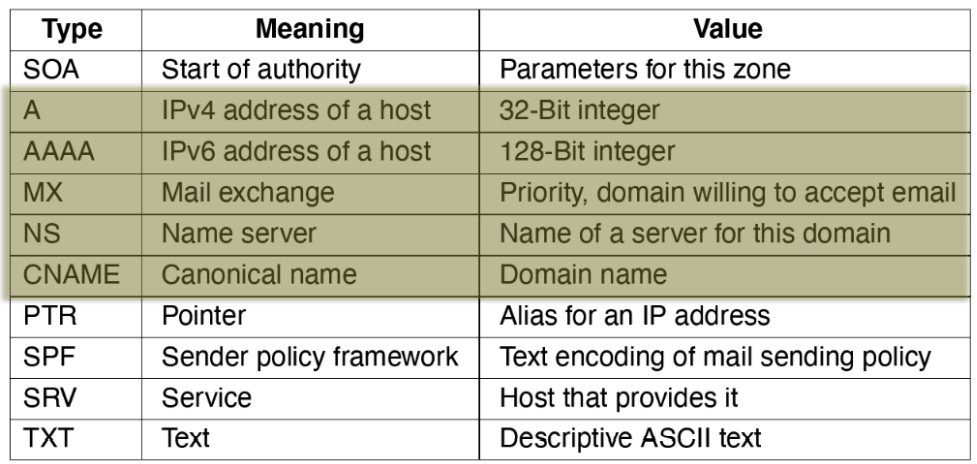 Type Meaning Value
SOA Start of authority Parameters for this zone
A IPv4 address of a host 32-Bit integer
AAAA IPv6 address of a host 128-Bit integer
MX Mail exchange Priority, domain willing to accept email
NS Name server Name of a server for this domain
CNAME Canonical name Domain name
PTR Pointer Alias for an IP address
SPF Sender policy framework Text encoding of mail sending policy
SRV Service Host that provides it
TXT Text Descriptive ASCII text